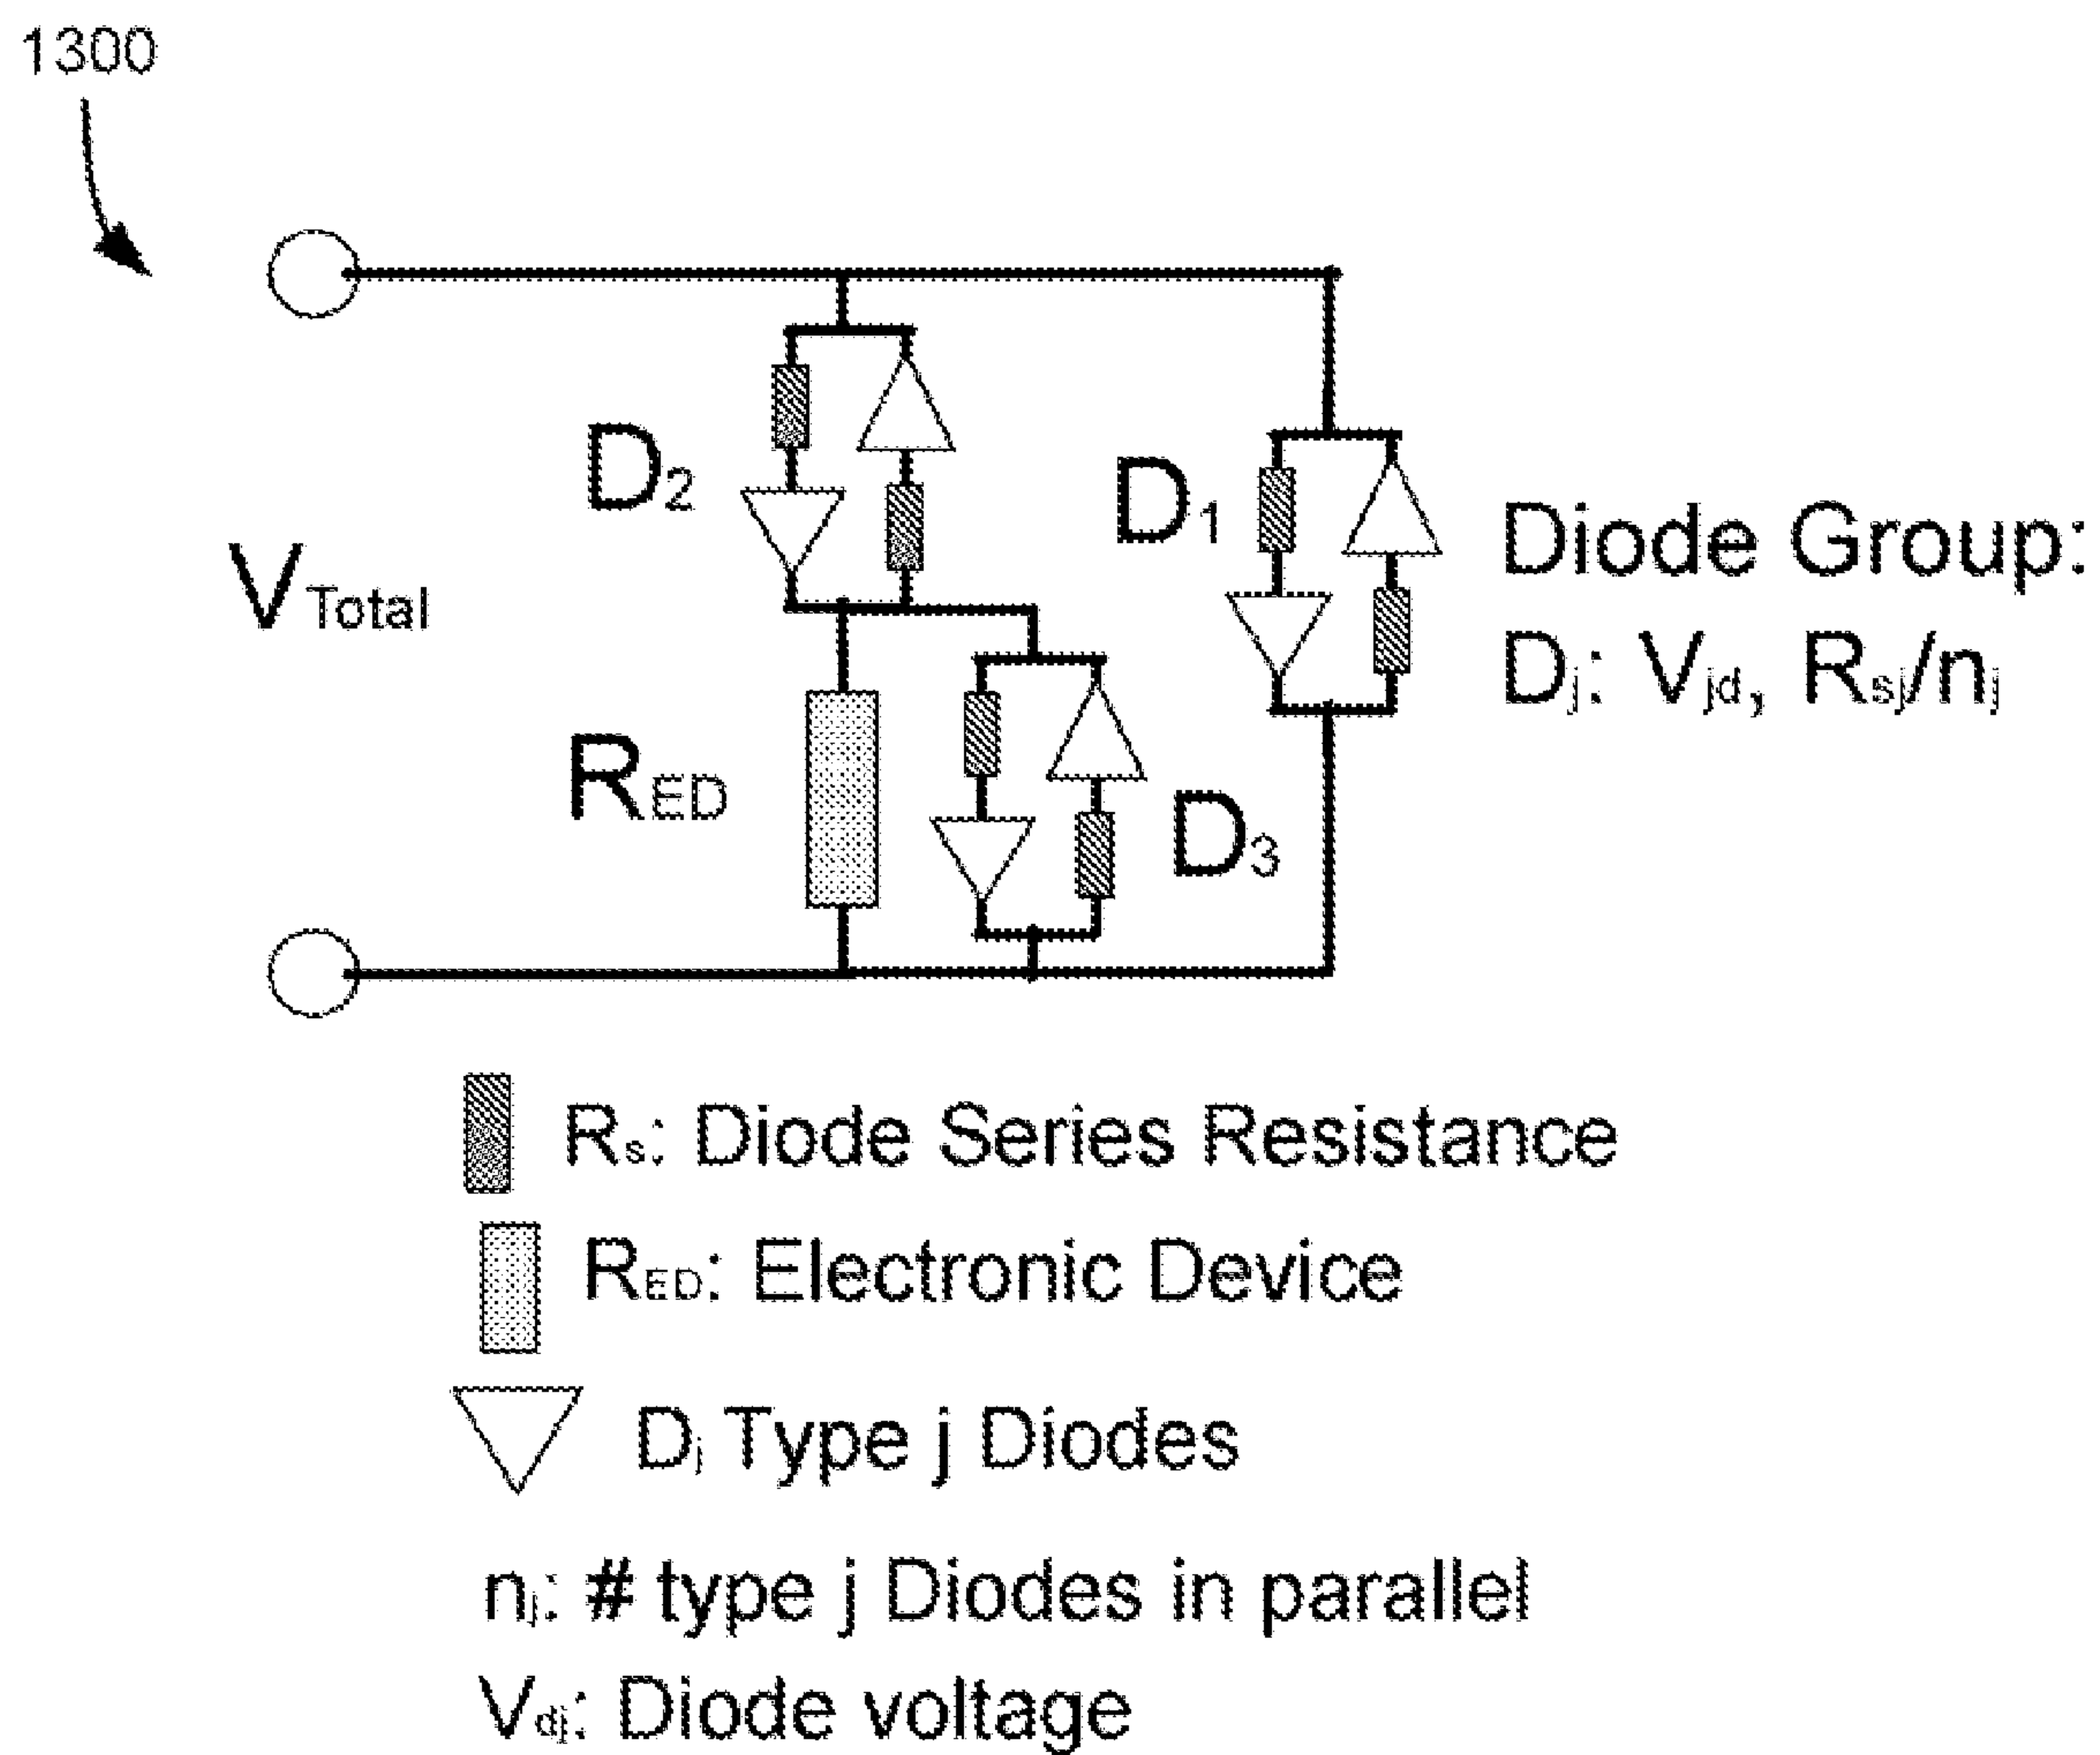 1300
D2
D1
Diode Group:
VTotal
Dj: Vjd, Rsj/nj
RED
D3
Rs: Diode Series Resistance
RED: Electronic Device
Dj Type j Diodes
nj: # type j Diodes in parallel
Vdj: Diode voltage